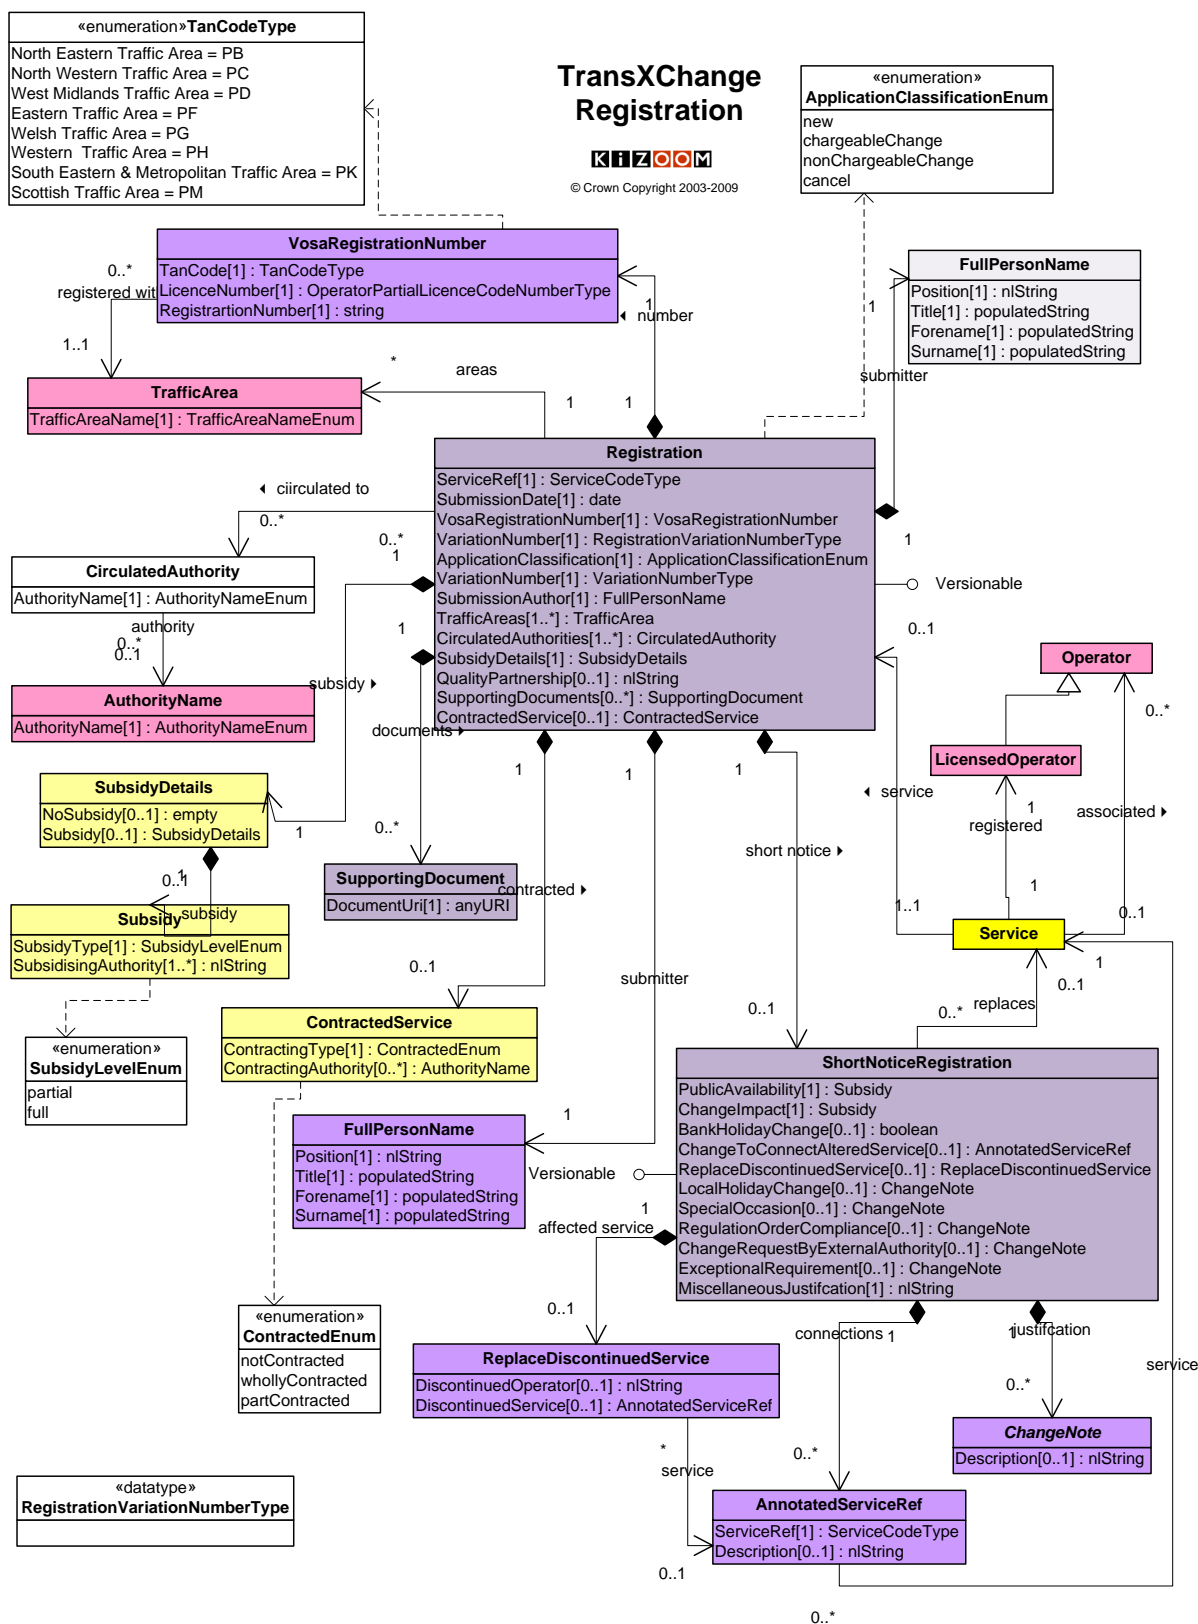 «enumeration»TanCodeType
North Eastern Traffic Area = PB
North Western Traffic Area = PC
West Midlands Traffic Area = PD
Eastern Traffic Area = PF
Welsh Traffic Area = PG
Western  Traffic Area = PH
South Eastern & Metropolitan Traffic Area = PK
Scottish Traffic Area = PM
TransXChange
Registration
KiZOOM
© Crown Copyright 2003-2009
«enumeration»
ApplicationClassificationEnum
new
chargeableChange
nonChargeableChange
cancel
VosaRegistrationNumber
TanCode[1] : TanCodeType
LicenceNumber[1] : OperatorPartialLicenceCodeNumberType
RegistrartionNumber[1] : string
0..*
registered with
1..1
1
number
FullPersonName
Position[1] : nlString
Title[1] : populatedString
Forename[1] : populatedString
Surname[1] : populatedString
1
submitter
TrafficArea
TrafficAreaName[1] : TrafficAreaNameEnum
*
areas
1
1
1
Registration
ServiceRef[1] : ServiceCodeType
SubmissionDate[1] : date
VosaRegistrationNumber[1] : VosaRegistrationNumber
VariationNumber[1] : RegistrationVariationNumberType
ApplicationClassification[1] : ApplicationClassificationEnum
VariationNumber[1] : VariationNumberType
SubmissionAuthor[1] : FullPersonName
TrafficAreas[1..*] : TrafficArea
CirculatedAuthorities[1..*] : CirculatedAuthority
SubsidyDetails[1] : SubsidyDetails
QualityPartnership[0..1] : nlString
SupportingDocuments[0..*] : SupportingDocument
ContractedService[0..1] : ContractedService
ciirculated to
0..*
0..*
1
1
Versionable
0..1
CirculatedAuthority
AuthorityName[1] : AuthorityNameEnum
authority
0..*
0..1
1
AuthorityName
AuthorityName[1] : AuthorityNameEnum
subsidy
documents
Operator
0..*
LicensedOperator
1
registered
associated
1
0..1
service
1..1
Service
1
0..1
SubsidyDetails
NoSubsidy[0..1] : empty
Subsidy[0..1] : SubsidyDetails
1
0..*
1
1
1
short notice
1
0..1
subsidy
SupportingDocument
DocumentUri[1] : anyURI
contracted
Subsidy
SubsidyType[1] : SubsidyLevelEnum
SubsidisingAuthority[1..*] : nlString
0..1
submitter
0..1
0..*
replaces
«enumeration»
SubsidyLevelEnum
partial
full
ContractedService
ContractingType[1] : ContractedEnum
ContractingAuthority[0..*] : AuthorityName
ShortNoticeRegistration
PublicAvailability[1] : Subsidy
ChangeImpact[1] : Subsidy
BankHolidayChange[0..1] : boolean
ChangeToConnectAlteredService[0..1] : AnnotatedServiceRef
ReplaceDiscontinuedService[0..1] : ReplaceDiscontinuedService
LocalHolidayChange[0..1] : ChangeNote
SpecialOccasion[0..1] : ChangeNote
RegulationOrderCompliance[0..1] : ChangeNote
ChangeRequestByExternalAuthority[0..1] : ChangeNote
ExceptionalRequirement[0..1] : ChangeNote
MiscellaneousJustifcation[1] : nlString
FullPersonName
Position[1] : nlString
Title[1] : populatedString
Forename[1] : populatedString
Surname[1] : populatedString
1
Versionable
1
affected service
0..1
«enumeration»
ContractedEnum
notContracted
whollyContracted
partContracted
connections
1
1
justifcation
service
ReplaceDiscontinuedService
DiscontinuedOperator[0..1] : nlString
DiscontinuedService[0..1] : AnnotatedServiceRef
0..*
ChangeNote
Description[0..1] : nlString
*
service
0..*
«datatype»
RegistrationVariationNumberType
AnnotatedServiceRef
ServiceRef[1] : ServiceCodeType
Description[0..1] : nlString
0..1
0..*